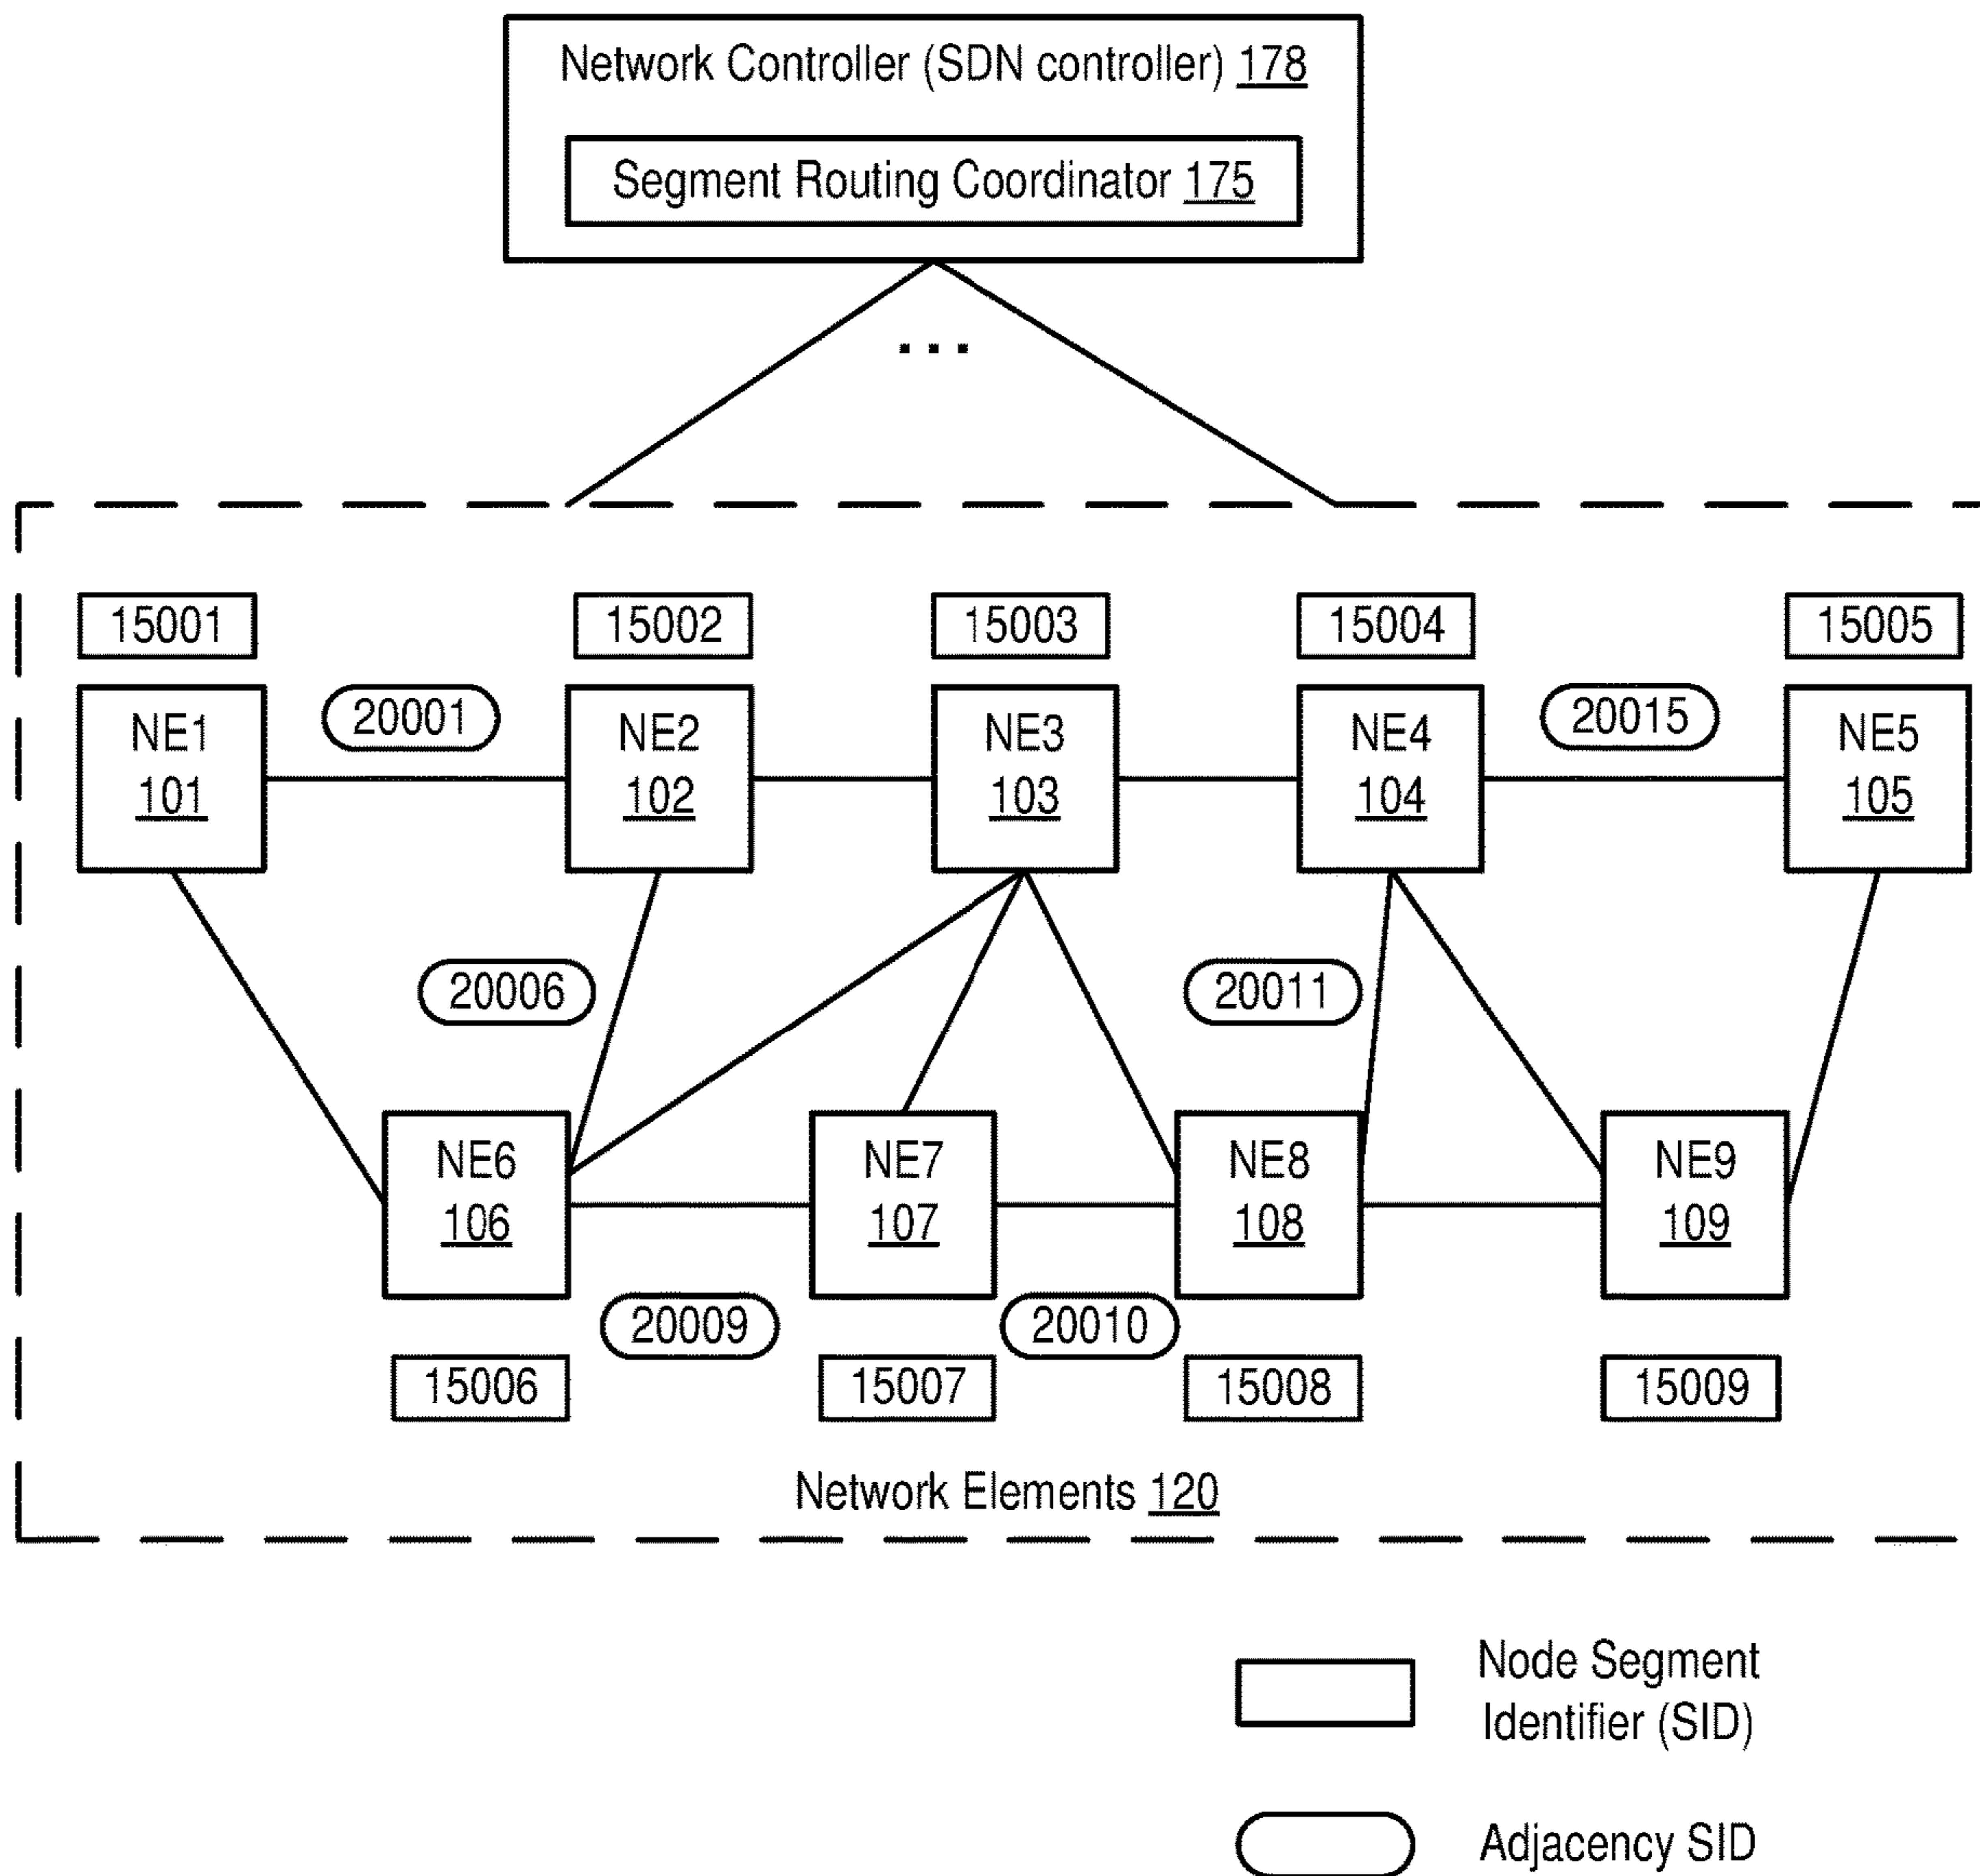 Network Controller (SDN controller) 178
Segment Routing Coordinator 175
...
15001 15002 15003 15004 15005
20001 20015
NE1 NE2 NE3 NE4 NE5
101 102 103 104 105
20006 20011
NE6 NE7 NE8 NE9
106 107 108 109
20009 20010
15006 15007 15008 15009
Network Elements 120
Node Segment
Identifier (SID)
Adjacency SID